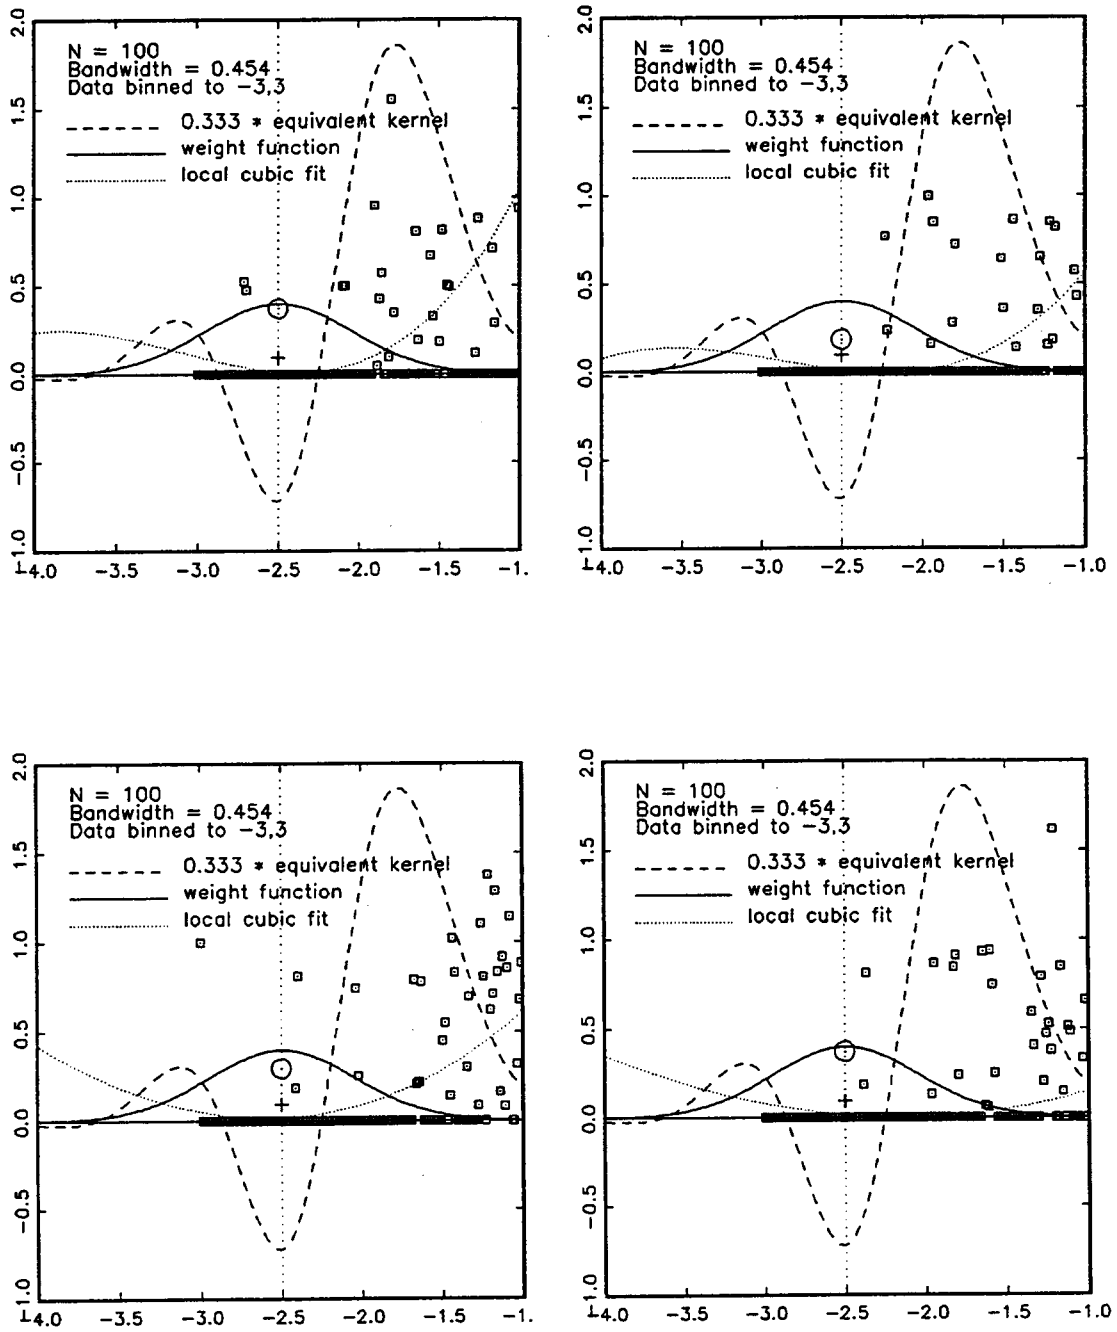 2.0
1.5
1.0
0.5
0.0
-0.5
-1.0
N = 100
Bandwidth = 0.454
Data binned to -3,3
0.333 * equivalent kernel
weight function
local cubic fit
-4.0 -3.5 -3.0 -2.5 -2.0 -1.5 -1.
2.0
1.5
1.0
0.5
0.0
-0.5
-1.0
N = 100
Bandwidth = 0.454
Data binned to -3,3
0.333 * equivalent kernel
weight function
local cubic fit
-4.0 -3.5 -3.0 -2.5 -2.0 -1.5 -1.0
2.0
1.5
1.0
0.5
0.0
-0.5
-1.0
N = 100
Bandwidth = 0.454
Data binned to -3,3
0.333 * equivalent kernel
weight function
local cubic fit
-4.0 -3.5 -3.0 -2.5 -2.0 -1.5 -1.
2.0
1.5
1.0
0.5
0.0
-0.5
-1.0
N = 100
Bandwidth = 0.454
Data binned to -3,3
0.333 * equivalent kernel
weight function
local cubic fit
-4.0 -3.5 -3.0 -2.5 -2.0 -1.5 -1.0